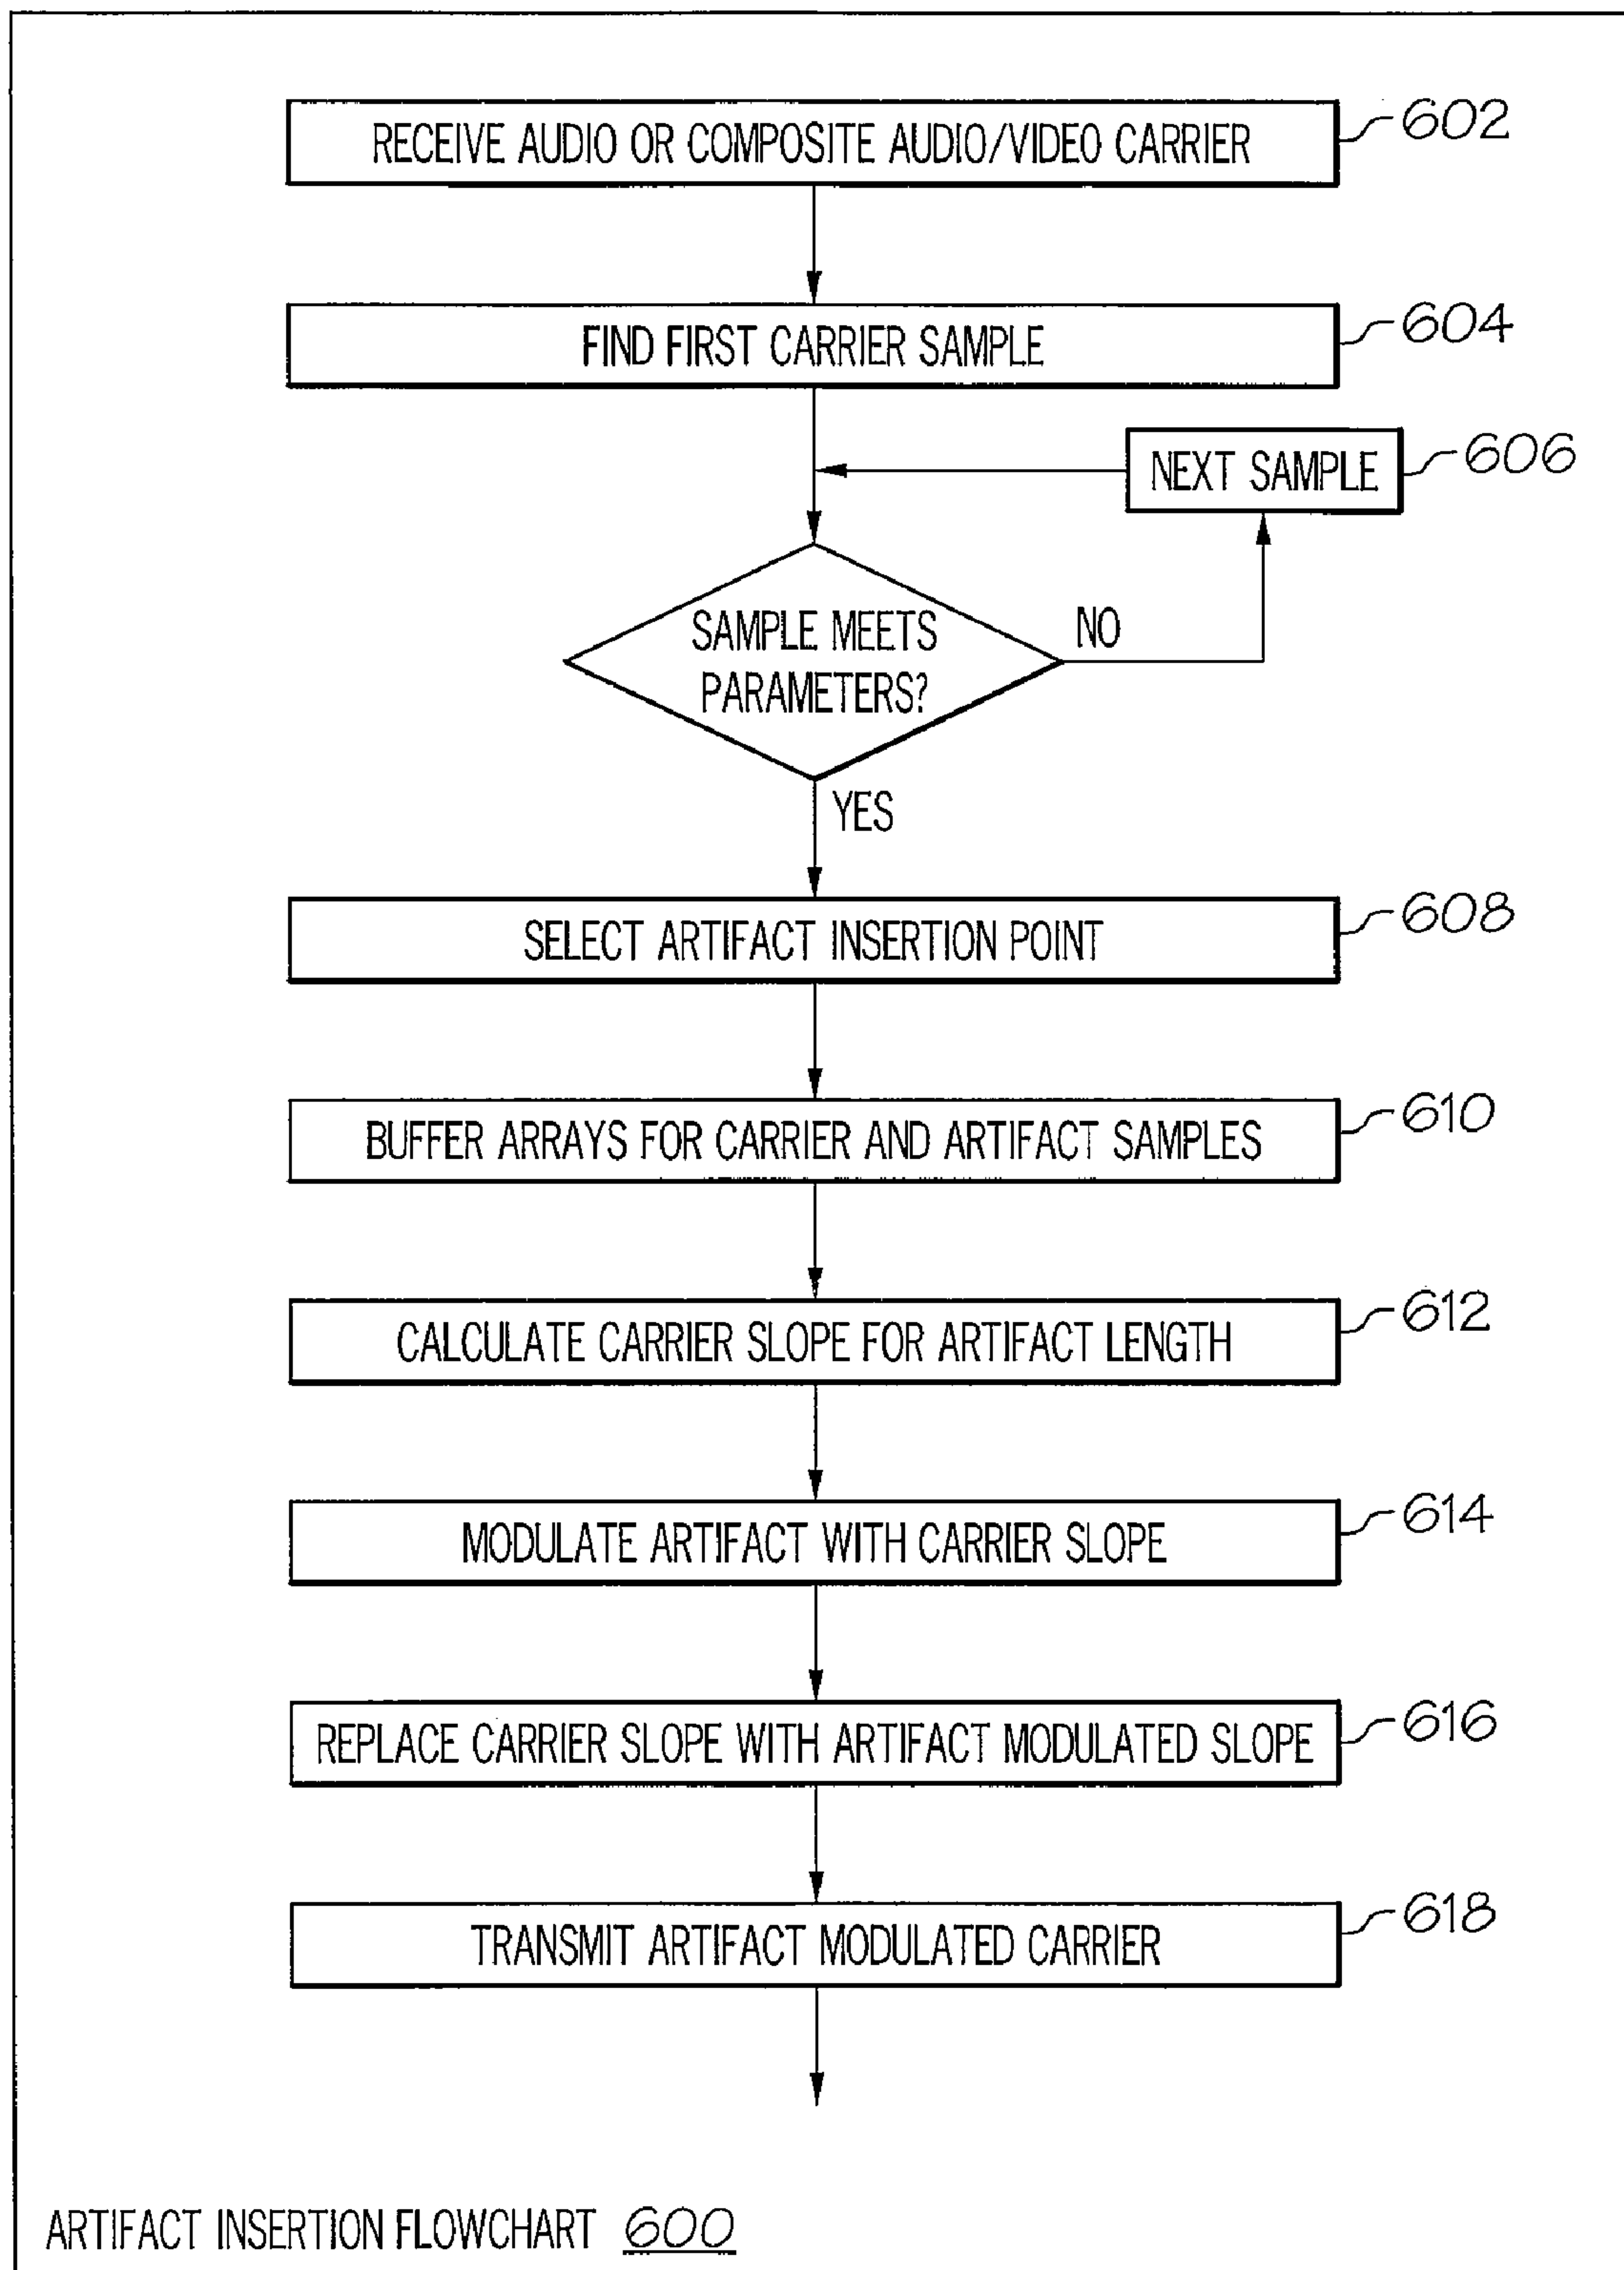 RECEIVE AUDIO OR COMPOSITE AUDIO/VIDEO CARRIER 602
FIND FIRST CARRIER SAMPLE 604
NEXT SAMPLE 606
SAMPLE MEETS
PARAMETERS?
NO
YES
SELECT ARTIFACT INSERTION POINT 608
BUFFER ARRAYS FOR CARRIER AND ARTIFACT SAMPLES 610
CALCULATE CARRIER SLOPE FOR ARTIFACT LENGTH 612
MODULATE ARTIFACT WITH CARRIER SLOPE 614
REPLACE CARRIER SLOPE WITH ARTIFACT MODULATED SLOPE 616
TRANSMIT ARTIFACT MODULATED CARRIER 618
ARTIFACT INSERTION FLOWCHART 600